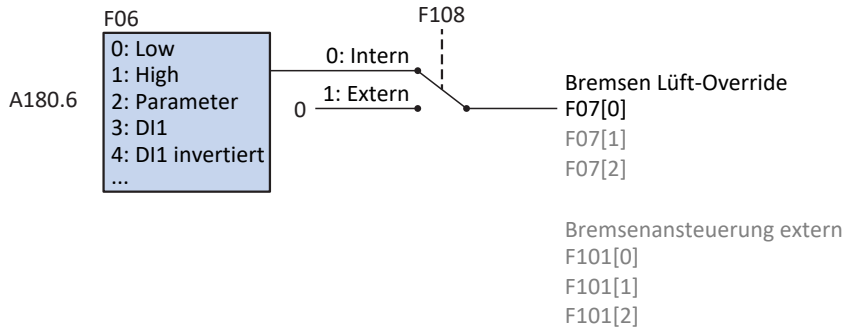 F06
F108
0: Low
1: High
2: Parameter
3: DI1
4: DI1 invertiert
...
A180.6
0: Intern
1: Extern
0
Bremsen Lüft-Override
F07[0]
F07[1]
F07[2]
Bremsenansteuerung extern
F101[0]
F101[1]
F101[2]